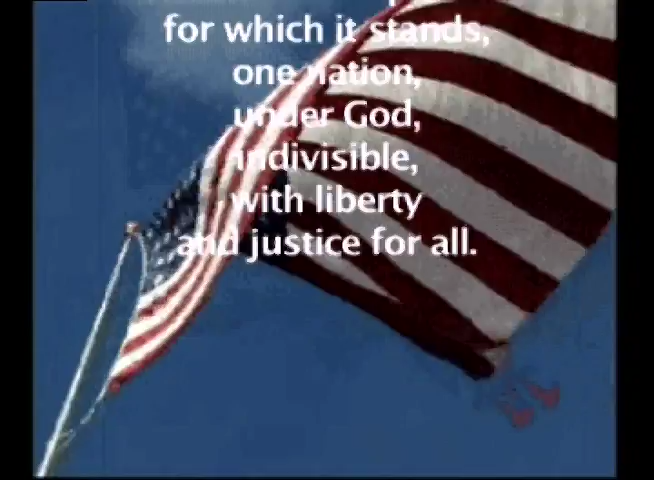 for which it stands,
one nation,
under God,
indivisible,
with liberty
and justice for all.